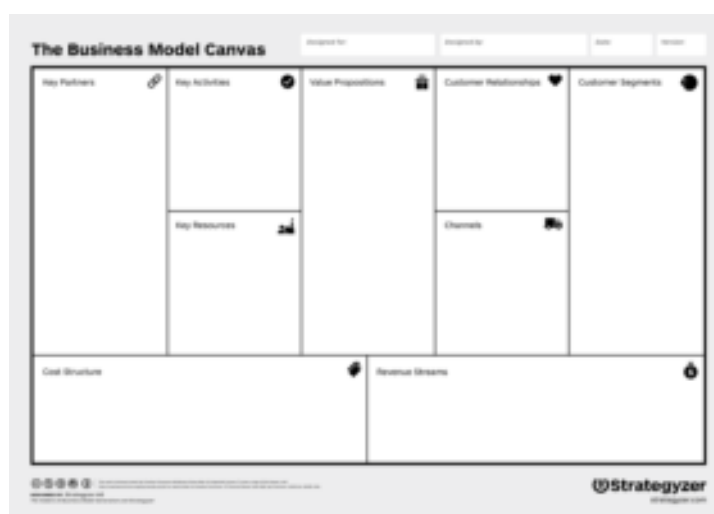 The Business Model Canvas
Designed for:
Designed by:
Date:
Version:
Key Partners
Key Activities
Value Propositions
Customer Relationships
Customer Segments
Key Resources
Channels
Cost Structure
Revenue Streams
Strategyzer
strategyzer.com